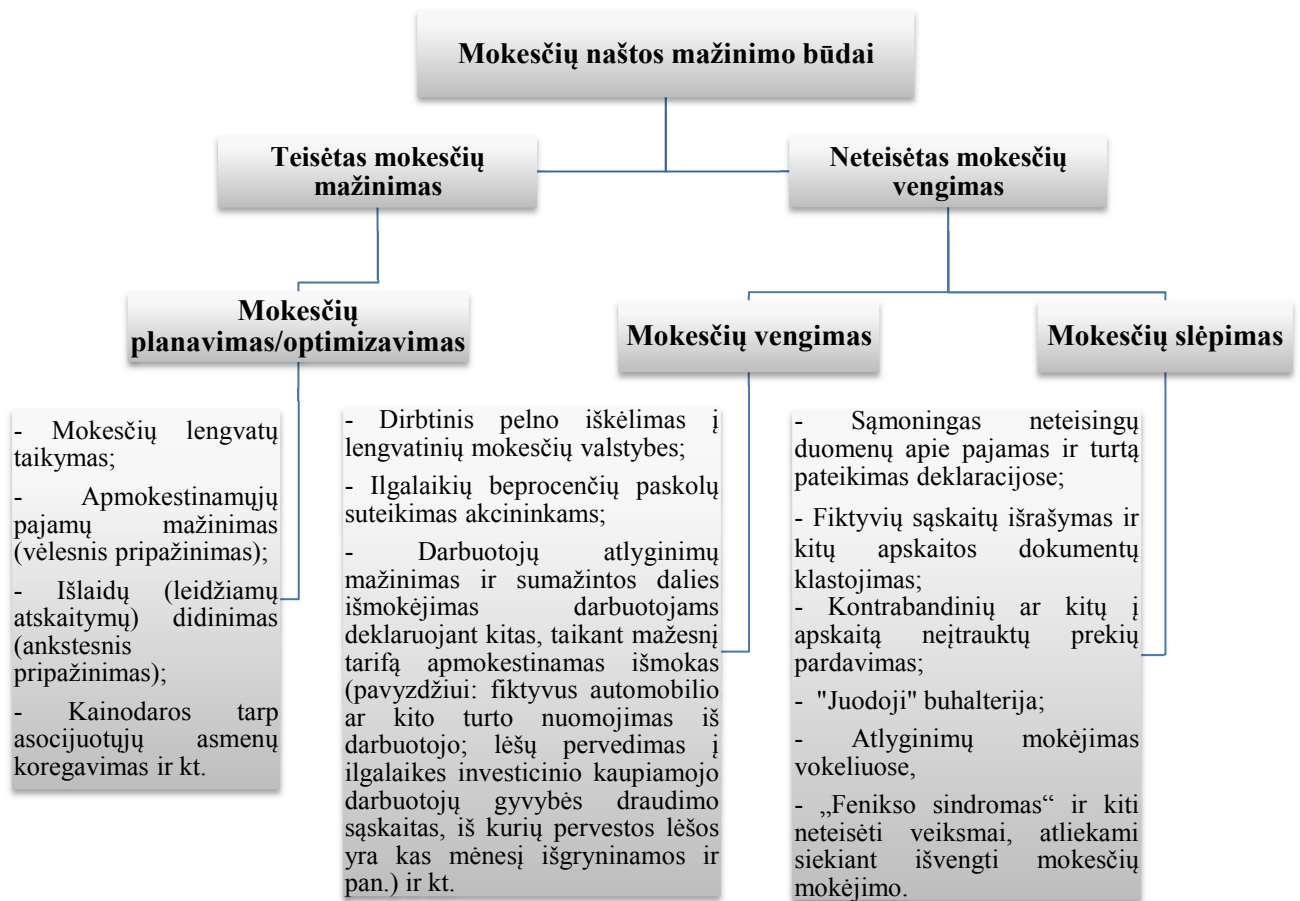 Mokesčių naštos mažinimo būdai
Teisėtas mokesčių
mažinimas
Neteisėtas mokesčių
vengimas
Mokesčių
planavimas/optimizavimas
Mokesčių vengimas
Mokesčių slėpimas
- Mokesčių lengvatų
taikymas;
- Apmokestinamųjų
pajamų mažinimas
(vėlesnis pripažinimas);
- Išlaidų (leidžiamų
atskaitymų) didinimas
(ankstesnis
pripažinimas);
- Kainodaros tarp
asocijuotųjų asmenų
koregavimas ir kt.
- Dirbtinis pelno iškėlimas į
lengvatinių mokesčių valstybes;
- Ilgalaikių beprocenčių paskolų
suteikimas akcininkams;
- Darbuotojų atlyginimų
mažinimas ir sumažintos dalies
išmokėjimas darbuotojams
deklaruojant kitas, taikant mažesnį
tarifą apmokestinamas išmokas
(pavyzdžiui: fiktyvus automobilio
ar kito turto nuomojimas iš
darbuotojo; lėšų pervedimas į
ilgalaikes investicinio kaupiamojo
darbuotojų gyvybės draudimo
sąskaitas, iš kurių pervestos lėšos
yra kas mėnesį išgryninamos ir
pan.) ir kt.
- Sąmoningas neteisingų
duomenų apie pajamas ir turtą
pateikimas deklaracijose;
- Fiktyvių sąskaitų išrašymas ir
kitų apskaitos dokumentų
klastojimas;
- Kontrabandinių ar kitų į
apskaitą neįtrauktų prekių
pardavimas;
- "Juodoji" buhalterija;
- Atlyginimų mokėjimas
vokeliuose,
- „Fenikso sindromas“ ir kiti
neteisėti veiksmai, atliekami
siekiant išvengti mokesčių
mokėjimo.